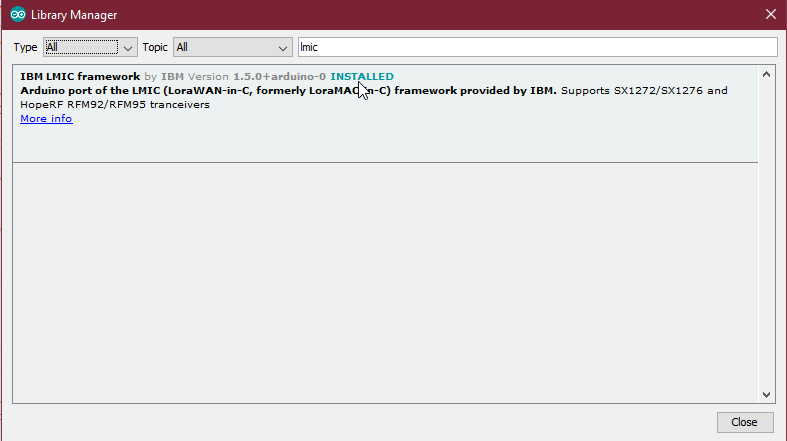 Library Manager
Type All Topic All lmic
IBM LMIC framework by IBM Version 1.5.0+arduino-0 INSTALLED
Arduino port of the LMIC (LoraWAN-in-C, formerly LoraMAC-in-C) framework provided by IBM. Supports SX1272/SX1276 and
HopeRF RFM92/RFM95 tranceivers
More info
Close